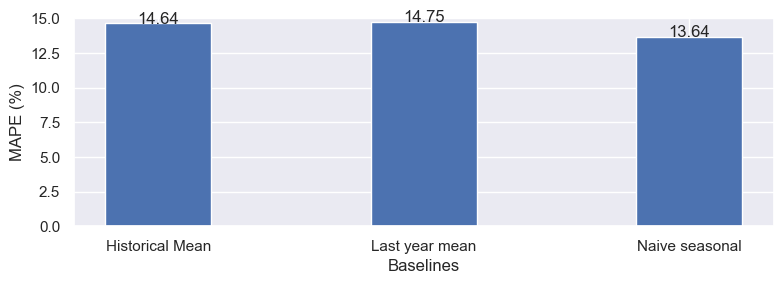 14.64
14.75
13.64
15.0
12.5
10.0
7.5
5.0
2.5
0.0
MAPE (%)
Historical Mean
Last year mean
Naive seasonal
Baselines